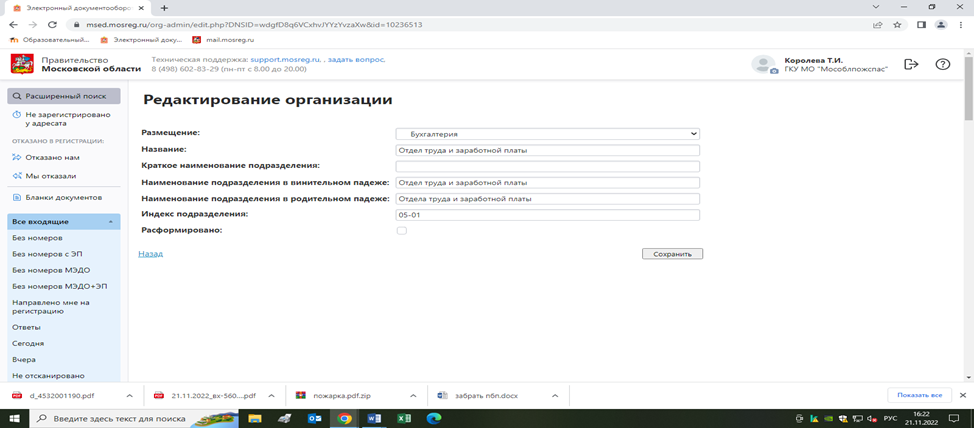 Электронный документооборот
msed.mosreg.ru/org-admin/edit.php?DNSID=wdgfD8q6VCxhvJYYzYvzaXw&id=10236513
Образовательный...
Электронный доку...
mail.mosreg.ru
Правительство
Московской области
Техническая поддержка: support.mosreg.ru, , задать вопрос,
8 (498) 602-83-29 (пн-пт с 8.00 до 20.00)
Королева Т.И.
ГКУ МО "Мособлпожспас"
Расширенный поиск
Не зарегистрировано
у адресата
ОТКАЗАНО В РЕГИСТРАЦИИ:
Отказано нам
Мы отказали
Бланки документов
Все входящие
Без номеров
Без номеров с ЭП
Без номеров МЭДО
Без номеров МЭДО+ЭП
Направлено мне на
регистрацию
Ответы
Сегодня
Вчера
Не отсканировано
Редактирование организации
Размещение: Бухгалтерия
Название: Отдел труда и заработной платы
Краткое наименование подразделения:
Наименование подразделения в винительном падеже: Отдел труда и заработной платы
Наименование подразделения в родительном падеже: Отдела труда и заработной платы
Индекс подразделения: 05-01
Расформировано:
Назад
Сохранить
d_4532001190.pdf
21.11.2022_вх-560....pdf
пожарка.pdf.zip
забрать пбп.docx
Показать все
Введите здесь текст для поиска
РУС
16:22
21.11.2022